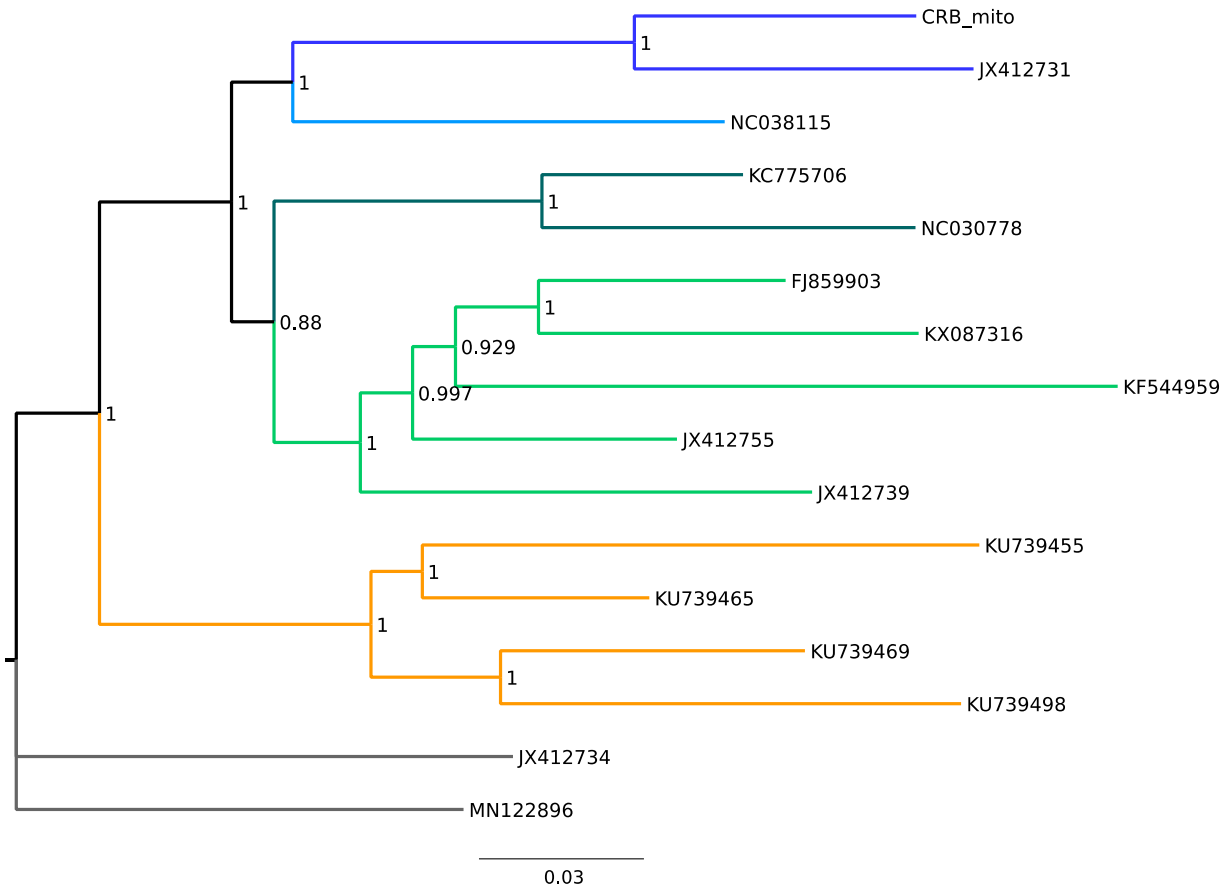 CRB_mito
1
JX412731
1
NC038115
KC775706
1
1
NC030778
FJ859903
1
0.88
KX087316
0.929
KF544959
0.997
1
JX412755
1
JX412739
KU739455
1
KU739465
1
KU739469
1
KU739498
JX412734
MN122896
0.03